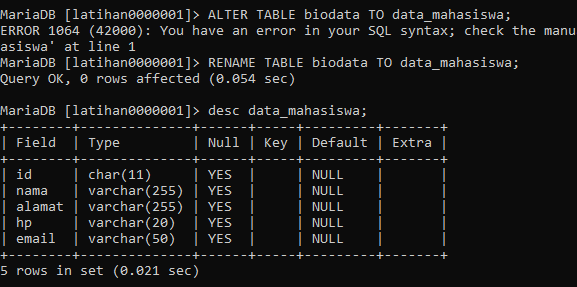 MariaDB [latihan0000001]> ALTER TABLE biodata TO data_mahasiswa;
ERROR 1064 (42000): You have an error in your SQL syntax; check the manu
asiswa' at line 1
MariaDB [latihan0000001]> RENAME TABLE biodata TO data_mahasiswa;
Query OK, 0 rows affected (0.054 sec)
MariaDB [latihan0000001]> desc data_mahasiswa;
+--------+--------------+------+-----+---------+-------+
| Field  | Type         | Null | Key | Default | Extra |
+--------+--------------+------+-----+---------+-------+
| id     | char(11)     | YES  |     | NULL    |       |
| nama   | varchar(255) | YES  |     | NULL    |       |
| alamat | varchar(255) | YES  |     | NULL    |       |
| hp     | varchar(20)  | YES  |     | NULL    |       |
| email  | varchar(50)  | YES  |     | NULL    |       |
+--------+--------------+------+-----+---------+-------+
5 rows in set (0.021 sec)